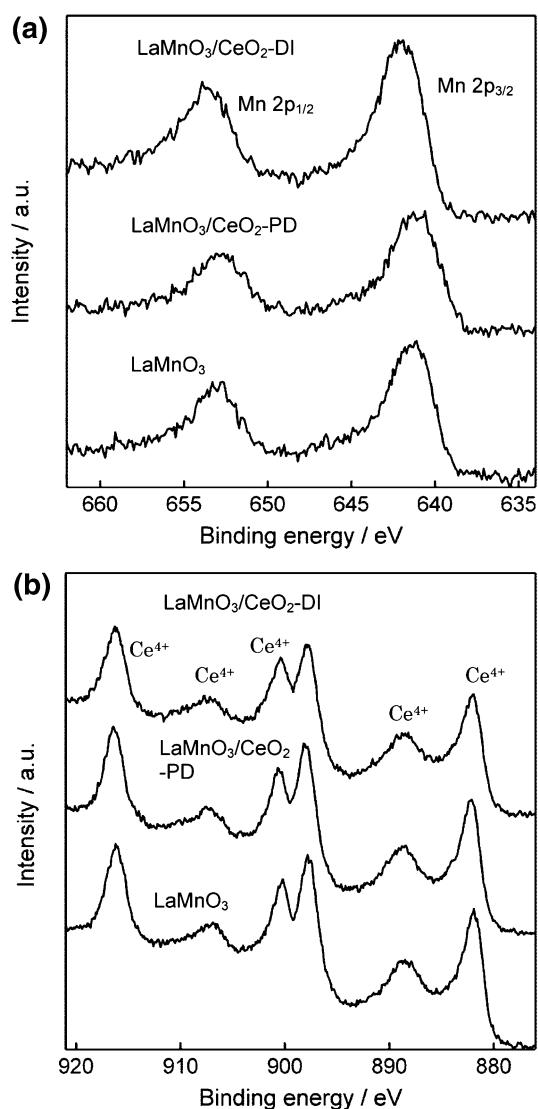 (a)
LaMnO₃/CeO₂-DI
Mn 2p₁/₂
Mn 2p₃/₂
LaMnO₃/CeO₂-PD
LaMnO₃
Intensity / a.u.
660 655 650 645 640 635
Binding energy / eV
(b)
LaMnO₃/CeO₂-DI
Ce⁴⁺
Ce⁴⁺
Ce⁴⁺
Ce⁴⁺
Ce⁴⁺
LaMnO₃/CeO₂
-PD
LaMnO₃
Intensity / a.u.
920 910 900 890 880
Binding energy / eV